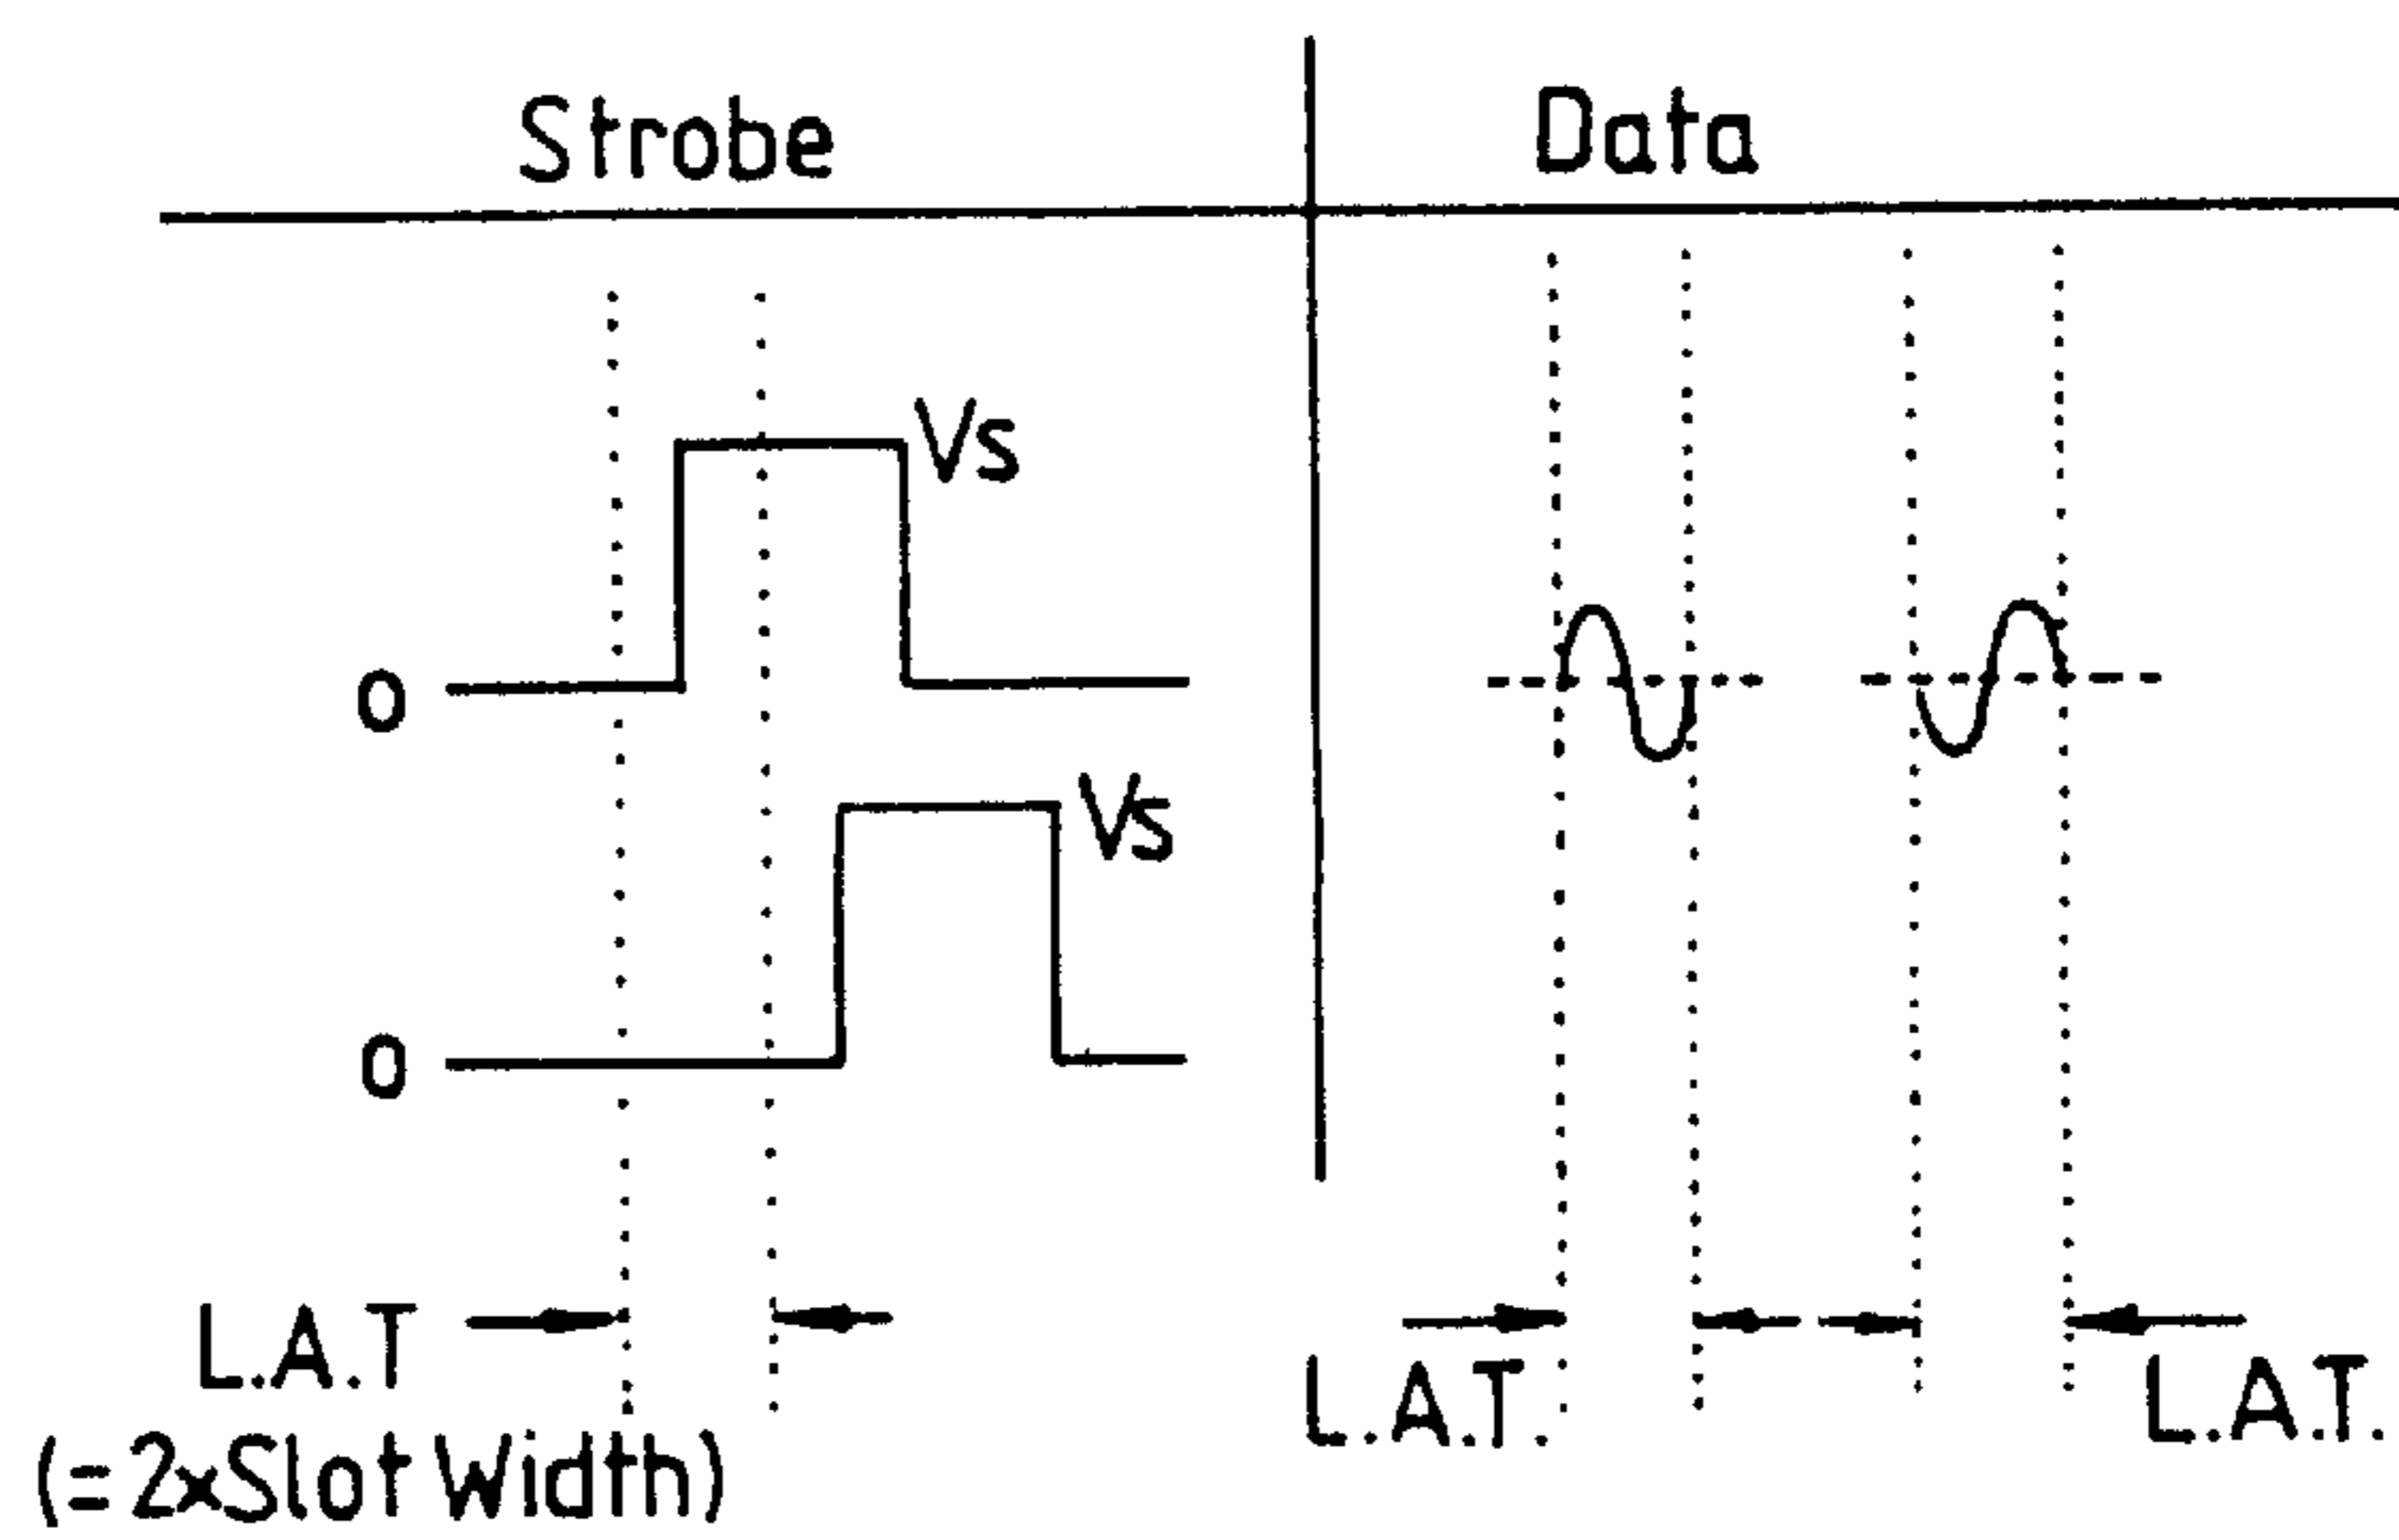 Strobe
Data
Vs
0
Vs
0
L.A.T
(= 2xSlot Width)
L.A.T.
L.A.T.